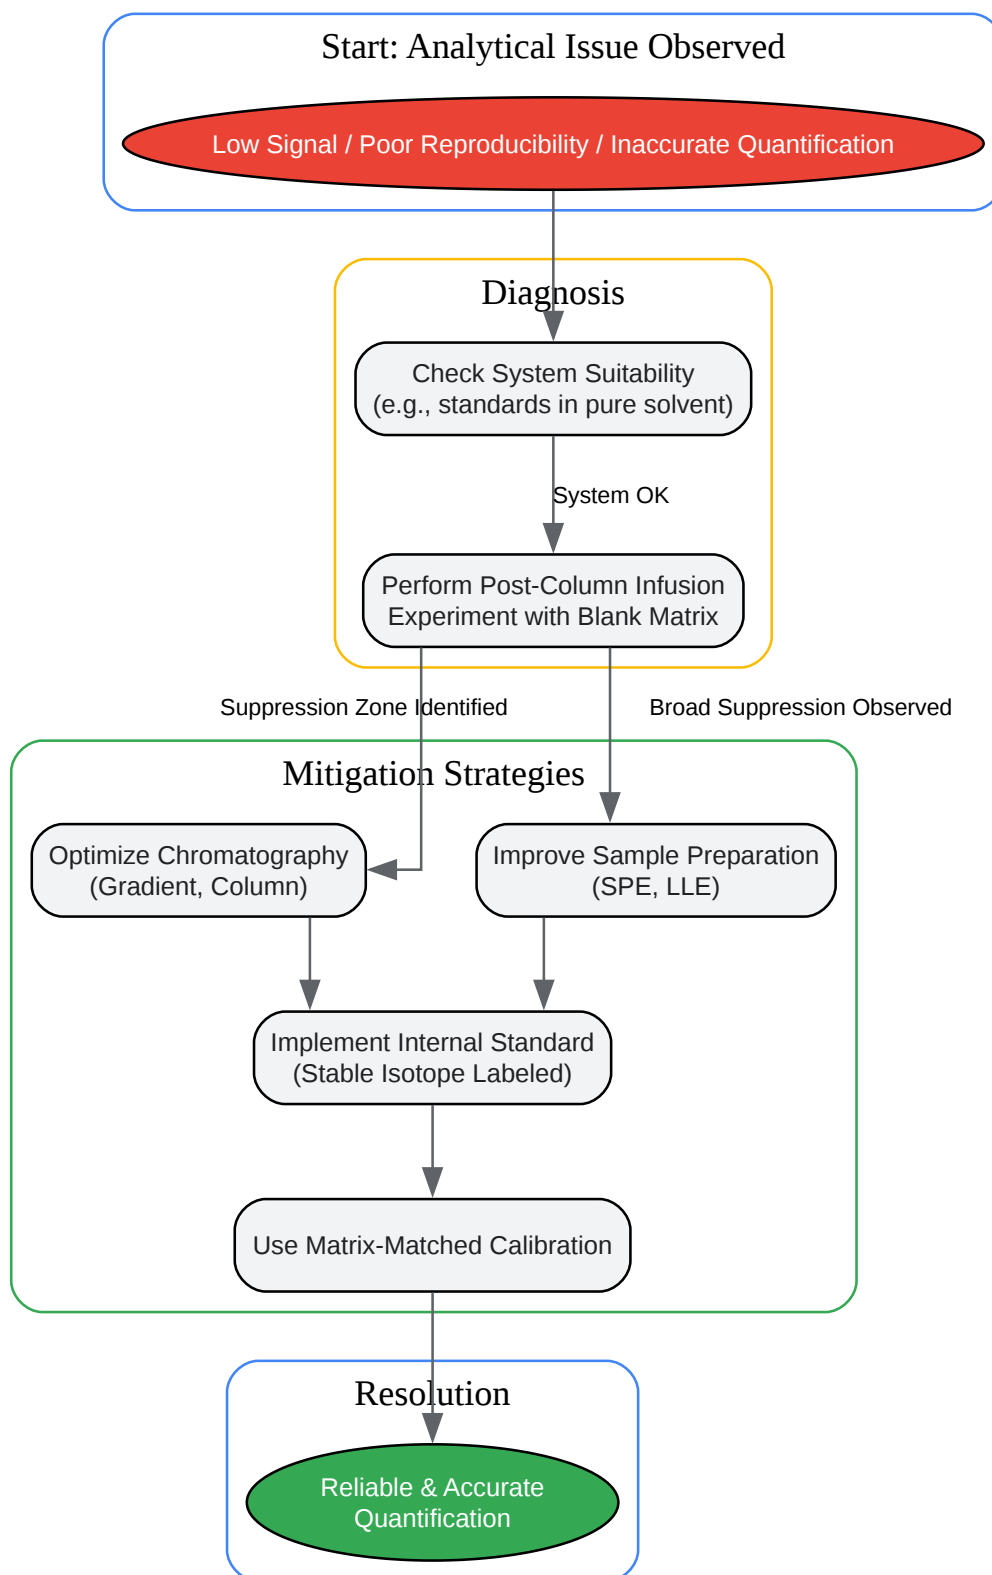 Start: Analytical Issue Observed
Low Signal / Poor Reproducibility / Inaccurate Quantification
Diagnosis
Check System Suitability
(e.g., standards in pure solvent)
System OK
Perform Post-Column Infusion
Experiment with Blank Matrix
Suppression Zone Identified
Broad Suppression Observed
Mitigation Strategies
Optimize Chromatography
(Gradient, Column)
Improve Sample Preparation
(SPE, LLE)
Implement Internal Standard
(Stable Isotope Labeled)
Use Matrix-Matched Calibration
Resolution
Reliable & Accurate
Quantification